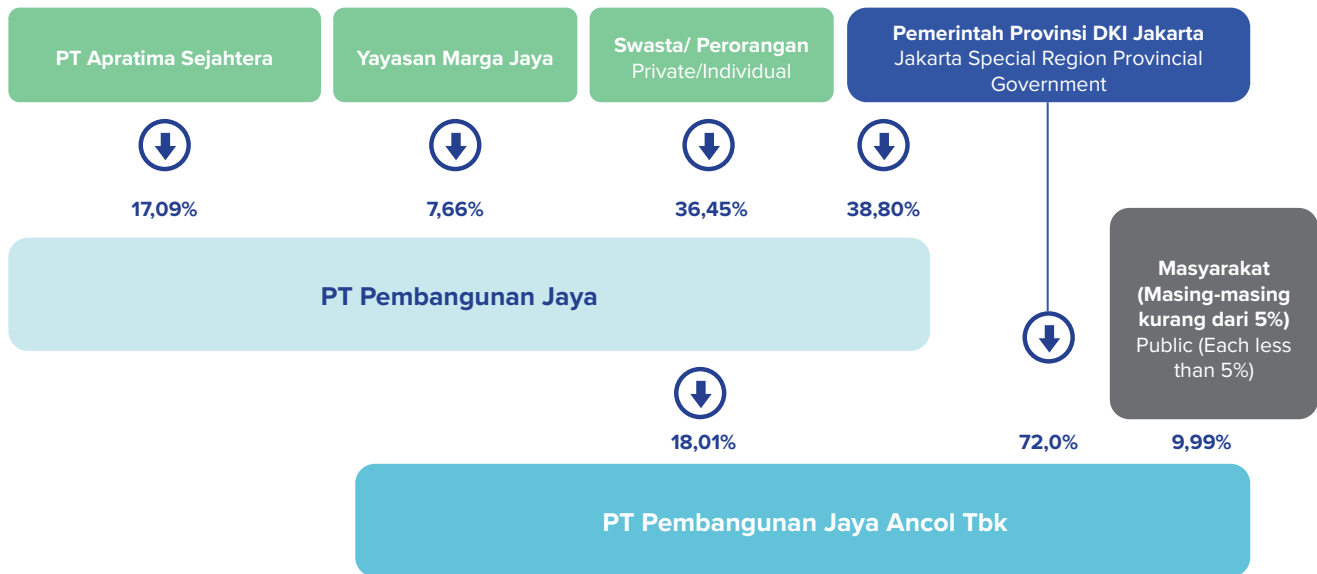 PT Apratima Sejahtera
Yayasan Marga Jaya
Swasta/ Perorangan
Private/Individual
Pemerintah Provinsi DKI Jakarta
Jakarta Special Region Provincial
Government
17,09%
7,66%
36,45%
38,80%
PT Pembangunan Jaya
Masyarakat
(Masing-masing
kurang dari 5%)
Public (Each less
than 5%)
18,01%
72,0%
9,99%
PT Pembangunan Jaya Ancol Tbk